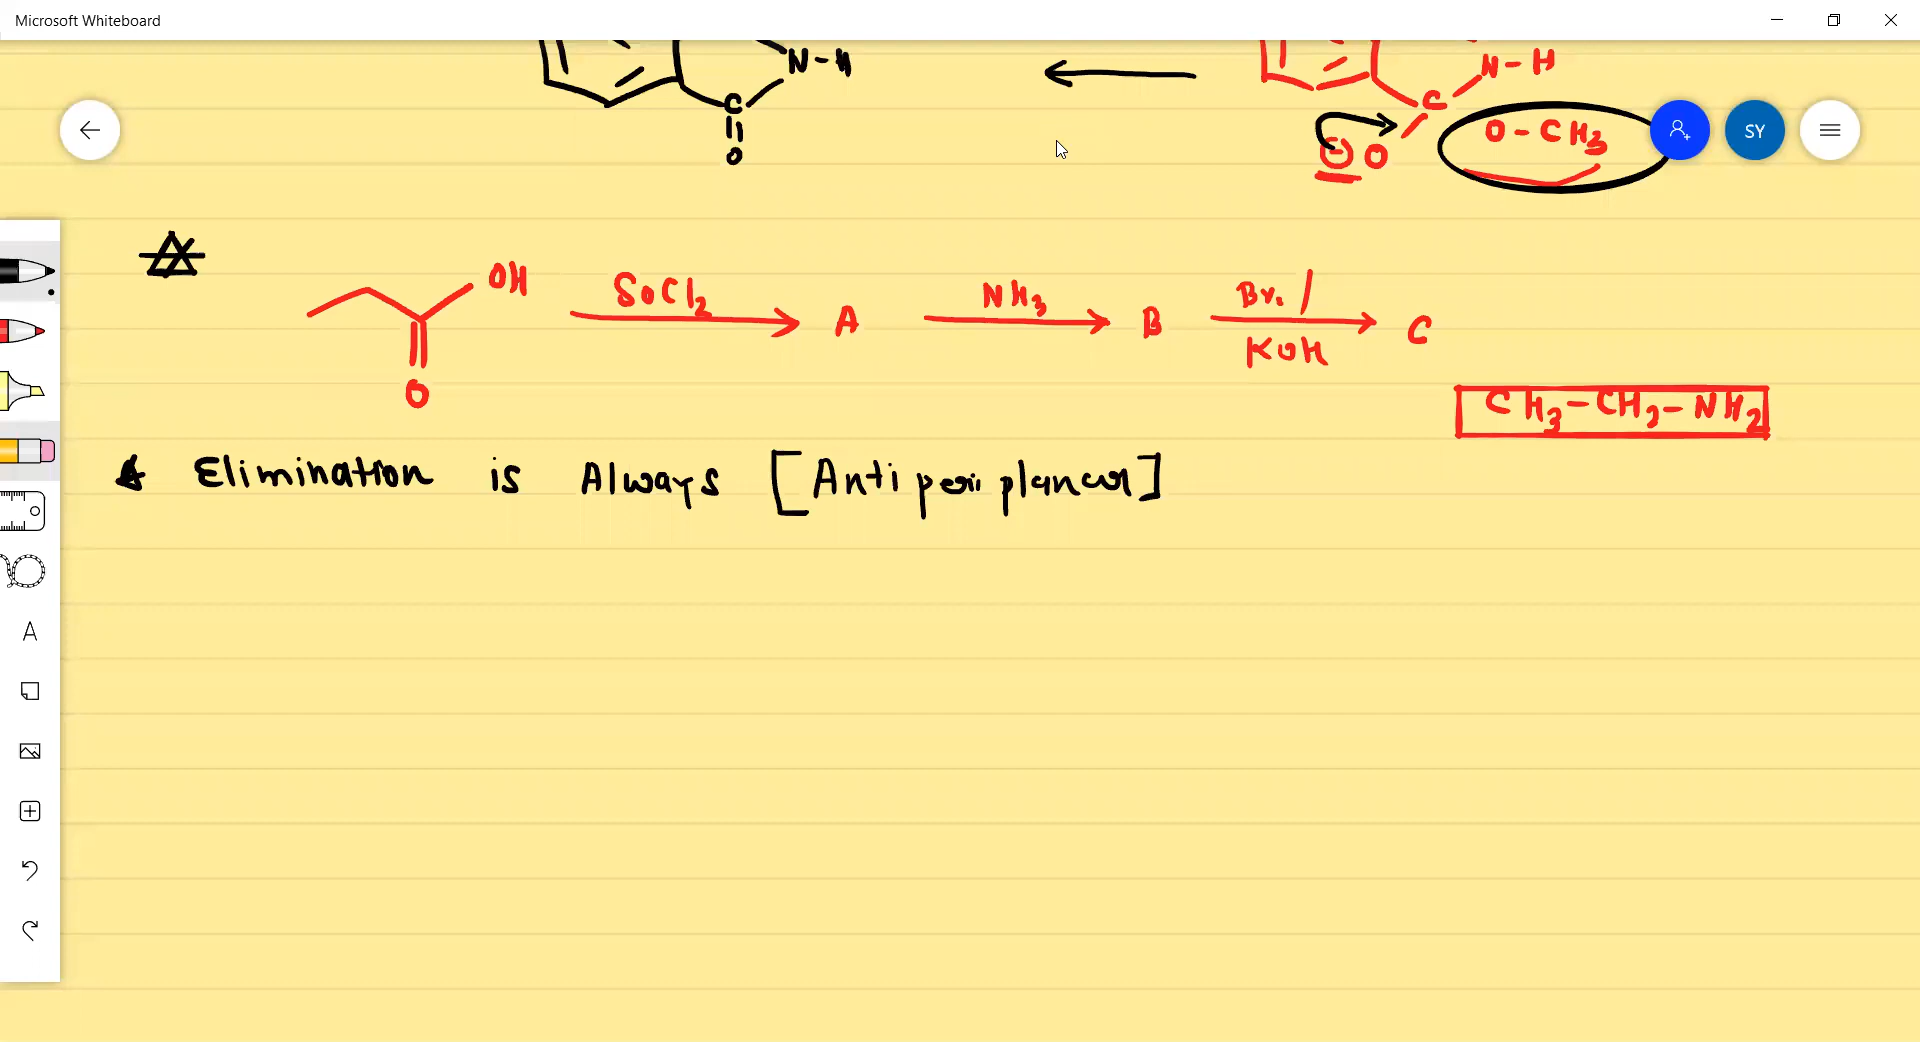 Microsoft Whiteboard
N-H
C
O
N-H
C
O-CH3
⊖ O
SY
OH
O
SOCl2
A
NH3
B
Br2 /
KOH
C
CH3-CH2-NH2
Elimination is Always [Anti peri planar]
A